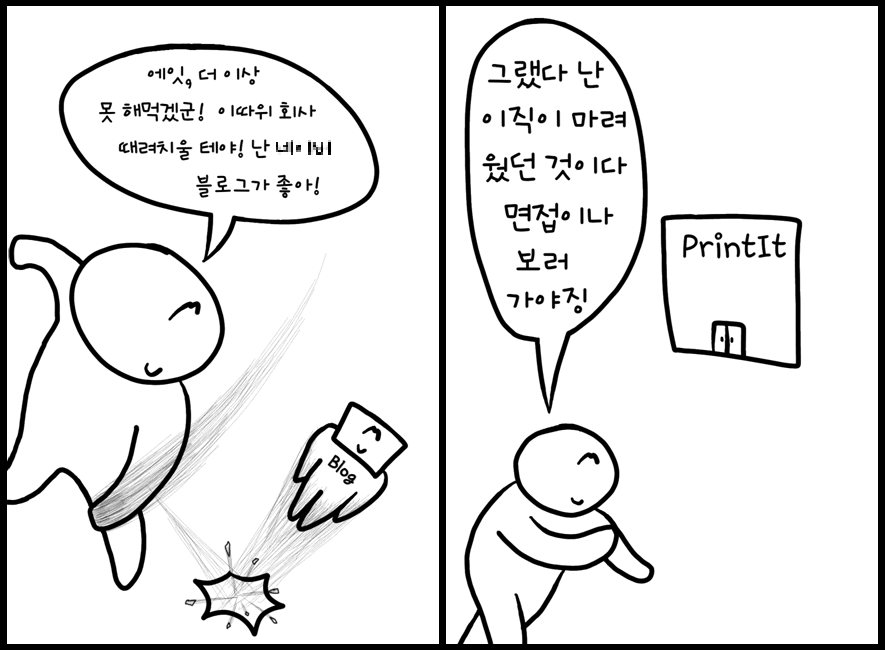 에잇, 더 이상
못 해먹겠군! 이따위 회사
때려치울 테야! 난 네이버
블로그가 좋아!
Blog
그랬다 난
이직이 마려
웠던 것이다
면접이나
보러
가야징
PrintIt